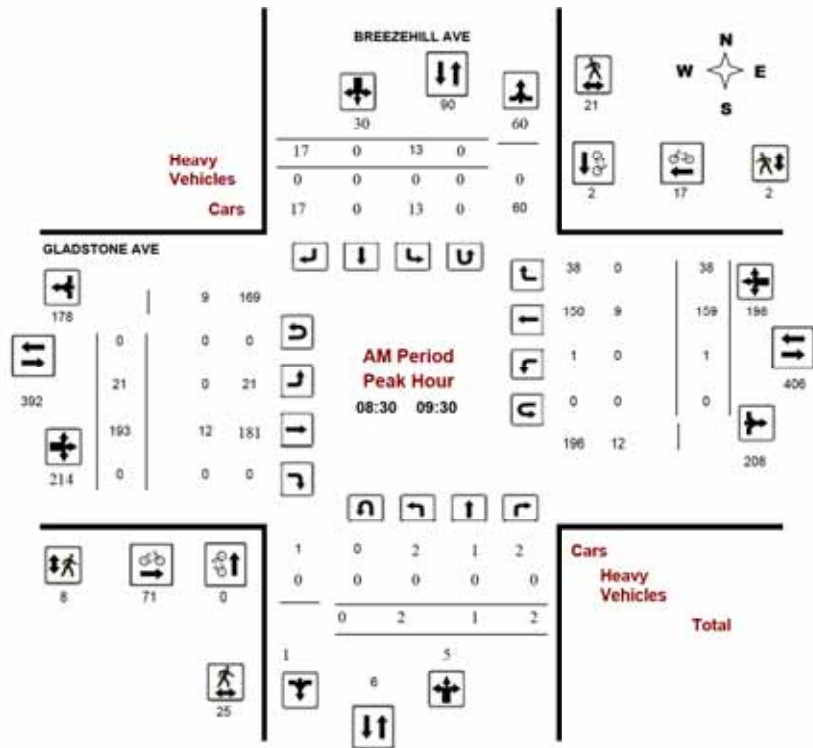 BREEZEHILL AVE
N
W E
S
90
21
30 60
17 0 13 0
Heavy
Vehicles
0 0 0 0 0
2 17 2
Cars 17 0 13 0 60
GLADSTONE AVE
38 0 38
9 169
178
150 9 159 198
0 0 0
AM Period
Peak Hour
08:30 09:30
1 0 1
21 0 21
392
406
0 0 0
193 12 181
196 12
208
214
0 0 0
1 0 2 1 2
Cars
0 0 0 0 0
Heavy
Vehicles
8 71 0
0 2 1 2
Total
1 5
6
25